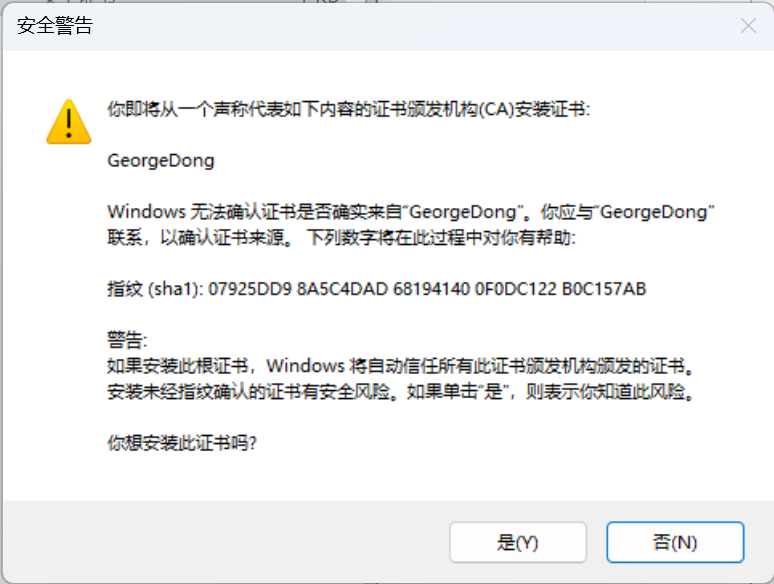 安全警告
你即将从一个声称代表如下内容的证书颁发机构(CA)安装证书:
GeorgeDong
Windows 无法确认证书是否确实来自“GeorgeDong”。你应与“GeorgeDong”
联系，以确认证书来源。 下列数字将在此过程中对你有帮助:
指纹 (sha1): 07925DD9 8A5C4DAD 68194140 0F0DC122 B0C157AB
警告:
如果安装此根证书，Windows 将自动信任所有此证书颁发机构颁发的证书。
安装未经指纹确认的证书有安全风险。如果单击“是”，则表示你知道此风险。
你想安装此证书吗?
是(Y)
否(N)